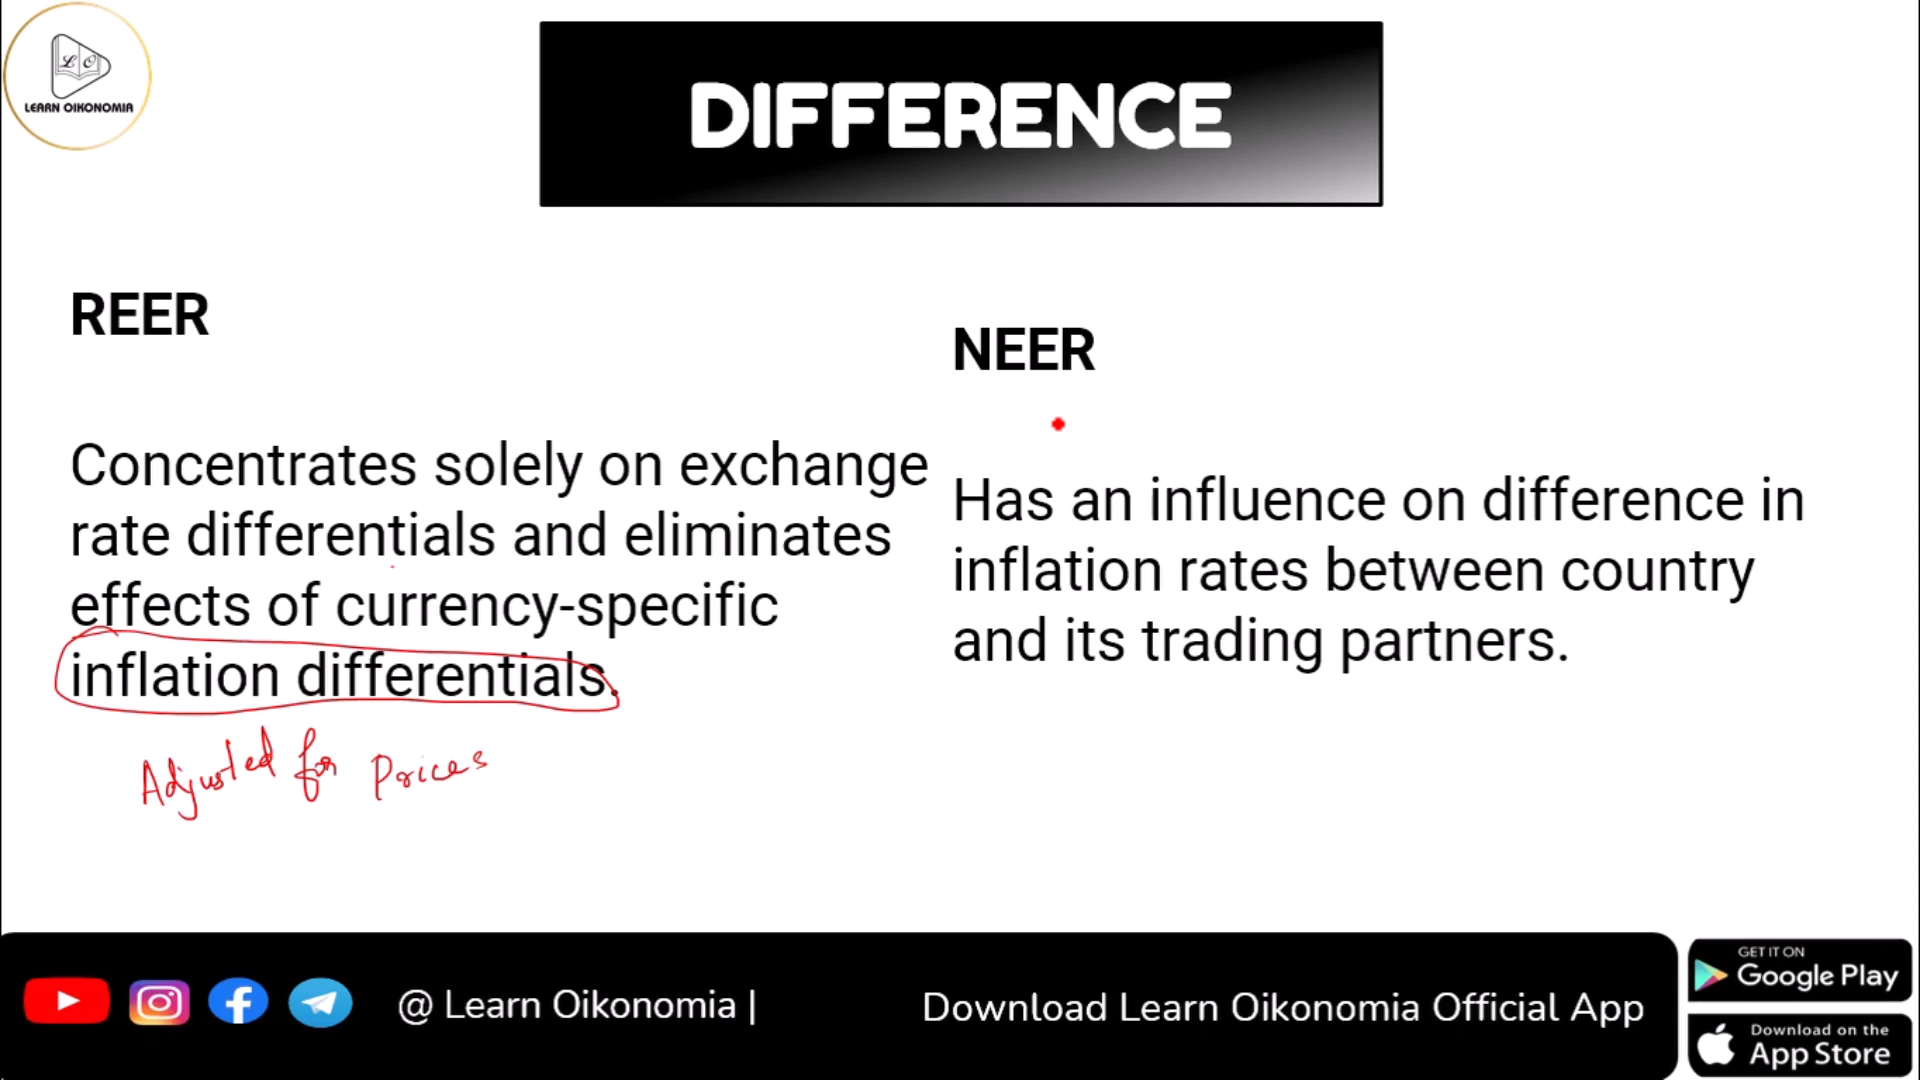 LO
LEARN OIKONOMIA
DIFFERENCE
REER
Concentrates solely on exchange
rate differentials and eliminates
effects of currency-specific
inflation differentials.
Adjusted for Prices
NEER
Has an influence on difference in
inflation rates between country
and its trading partners.
@ Learn Oikonomia |
Download Learn Oikonomia Official App
GET IT ON
Google Play
Download on the
App Store